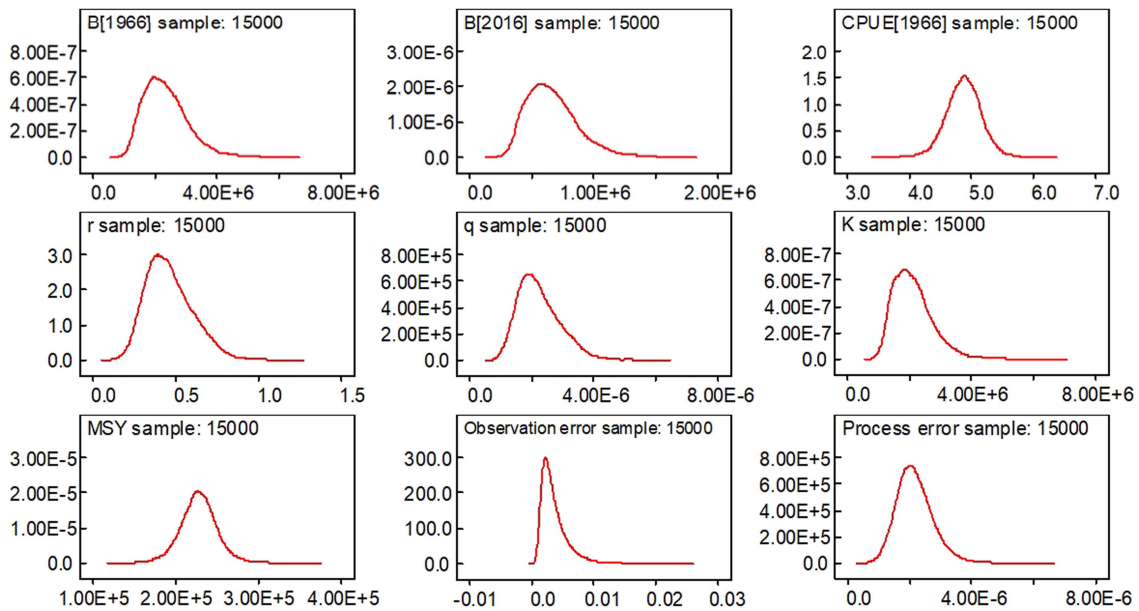 B[1966] sample: 15000
8.00E-7
6.00E-7
4.00E-7
2.00E-7
0.0
0.0 4.00E+6 8.00E+6
B[2016] sample: 15000
3.00E-6
2.00E-6
1.00E-6
0.0
0.0 1.00E+6 2.00E+6
CPUE[1966] sample: 15000
2.0
1.5
1.0
0.5
0.0
3.0 4.0 5.0 6.0 7.0
r sample: 15000
3.0
2.0
1.0
0.0
0.0 0.5 1.0 1.5
q sample: 15000
8.00E+5
6.00E+5
4.00E+5
2.00E+5
0.0
0.0 4.00E-6 8.00E-6
K sample: 15000
8.00E-7
6.00E-7
4.00E-7
2.00E-7
0.0
0.0 4.00E+6 8.00E+6
MSY sample: 15000
3.00E-5
2.00E-5
1.00E-5
0.0
1.00E+5 2.00E+5 3.00E+5 4.00E+5
Observation error sample: 15000
300.0
200.0
100.0
0.0
-0.01 0.0 0.01 0.02 0.03
Process error sample: 15000
8.00E+5
6.00E+5
4.00E+5
2.00E+5
0.0
0.0 4.00E-6 8.00E-6